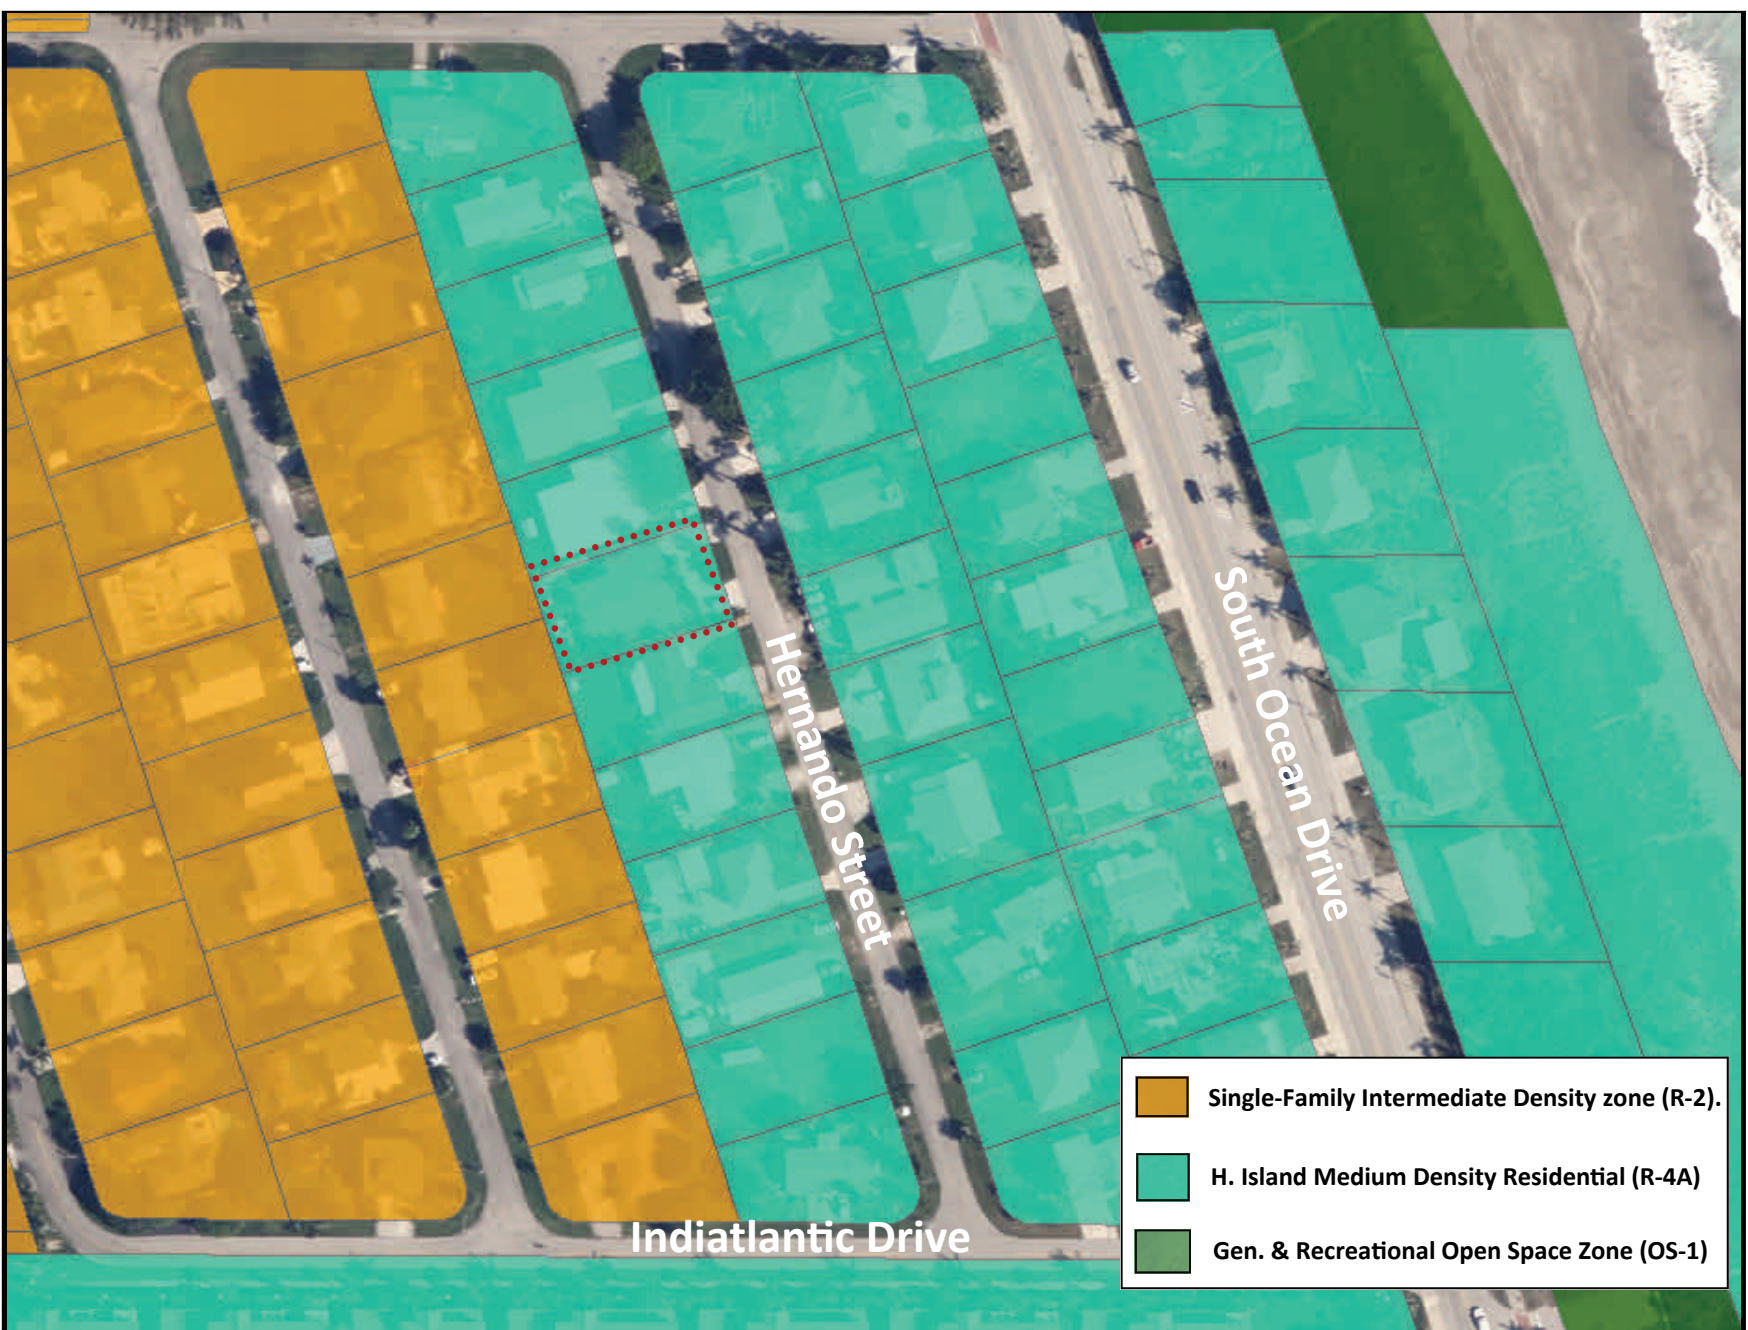 Hernando Street
South Ocean Drive
Indiatlantic Drive
Single-Family Intermediate Density zone (R-2).
H. Island Medium Density Residential (R-4A)
Gen. & Recreational Open Space Zone (OS-1)